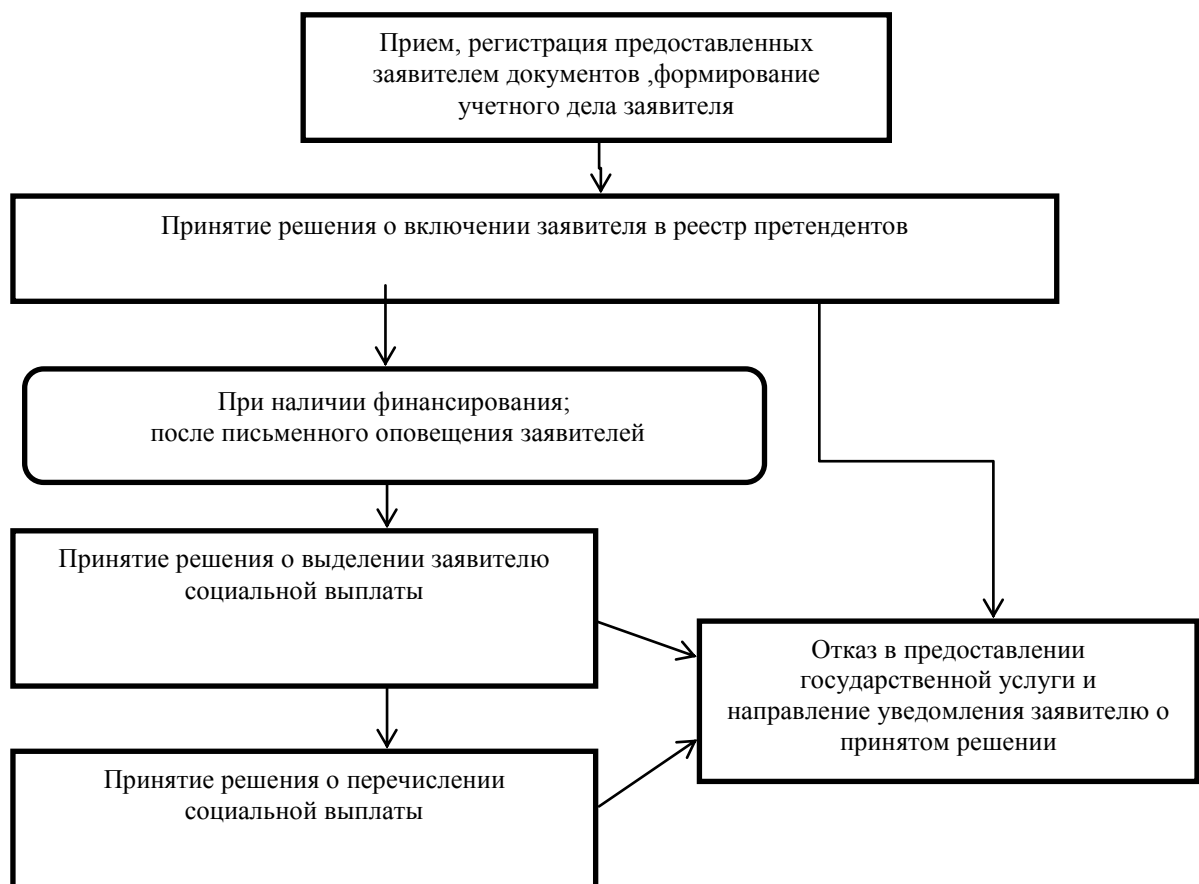 Прием, регистрация предоставленных
заявителем документов ,формирование
учетного дела заявителя
Принятие решения о включении заявителя в реестр претендентов
При наличии финансирования;
после письменного оповещения заявителей
Принятие решения о выделении заявителю
социальной выплаты
Отказ в предоставлении
государственной услуги и
направление уведомления заявителю о
принятом решении
Принятие решения о перечислении
социальной выплаты